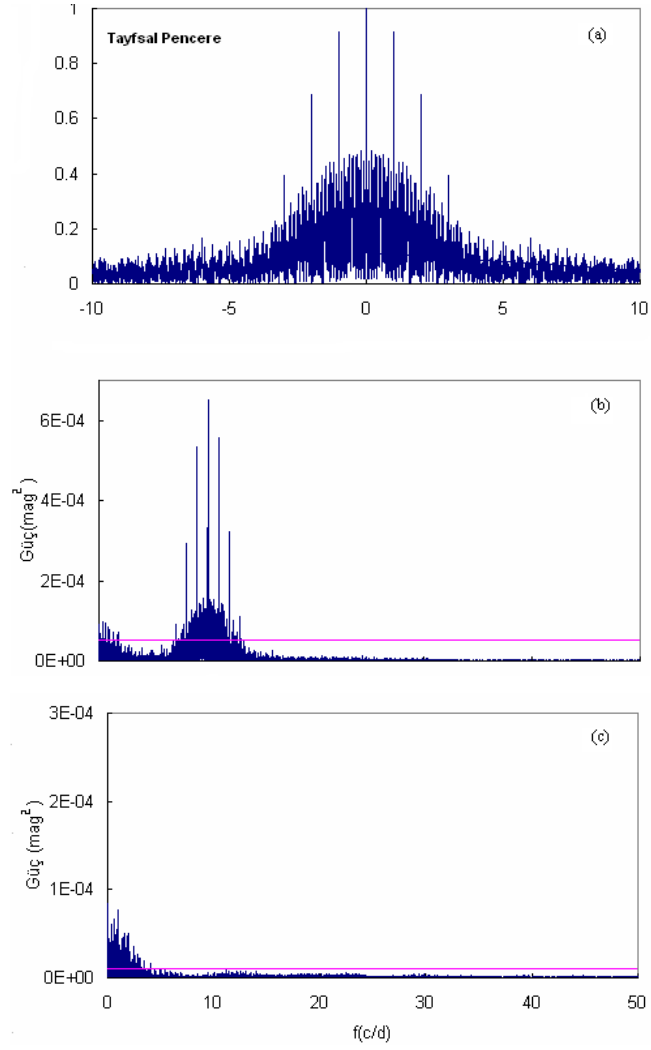 1
0.8
0.6
0.4
0.2
0
Tayfsal Pencere
(a)
-10
-5
0
5
10
6E-04
4E-04
2E-04
0E+00
Güç(mag²)
(b)
3E-04
2E-04
1E-04
0E+00
Güç (mag²)
(c)
0
10
20
30
40
50
f(c/d)